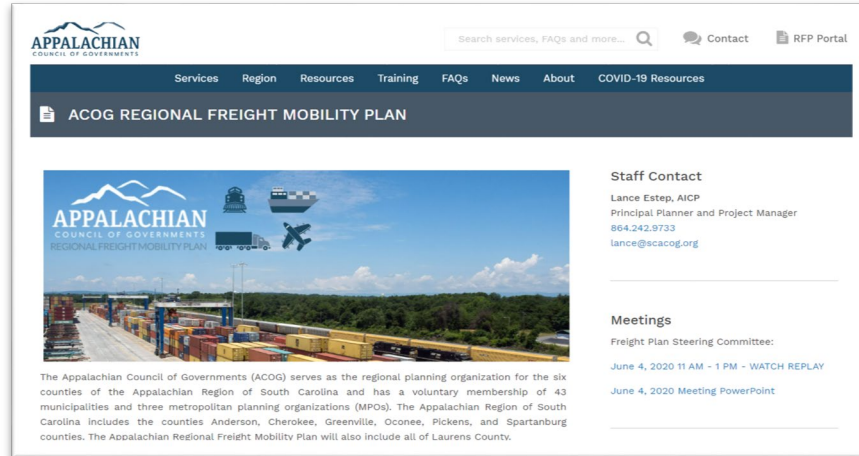 APPALACHIAN
COUNCIL OF GOVERNMENTS
Search services, FAQs and more...
Contact
RFP Portal
Services Region Resources Training FAQs News About COVID-19 Resources
ACOG REGIONAL FREIGHT MOBILITY PLAN
APPALACHIAN
COUNCIL OF GOVERNMENTS
REGIONAL FREIGHT MOBILITY PLAN
The Appalachian Council of Governments (ACOG) serves as the regional planning organization for the six
counties of the Appalachian Region of South Carolina and has a voluntary membership of 43
municipalities and three metropolitan planning organizations (MPOs). The Appalachian Region of South
Carolina includes the counties Anderson, Cherokee, Greenville, Oconee, Pickens, and Spartanburg
counties. The Appalachian Regional Freight Mobility Plan will also include all of Laurens County.
Staff Contact
Lance Estep, AICP
Principal Planner and Project Manager
864.242.9733
lance@scacog.org
Meetings
Freight Plan Steering Committee:
June 4, 2020 11 AM - 1 PM - WATCH REPLAY
June 4, 2020 Meeting PowerPoint